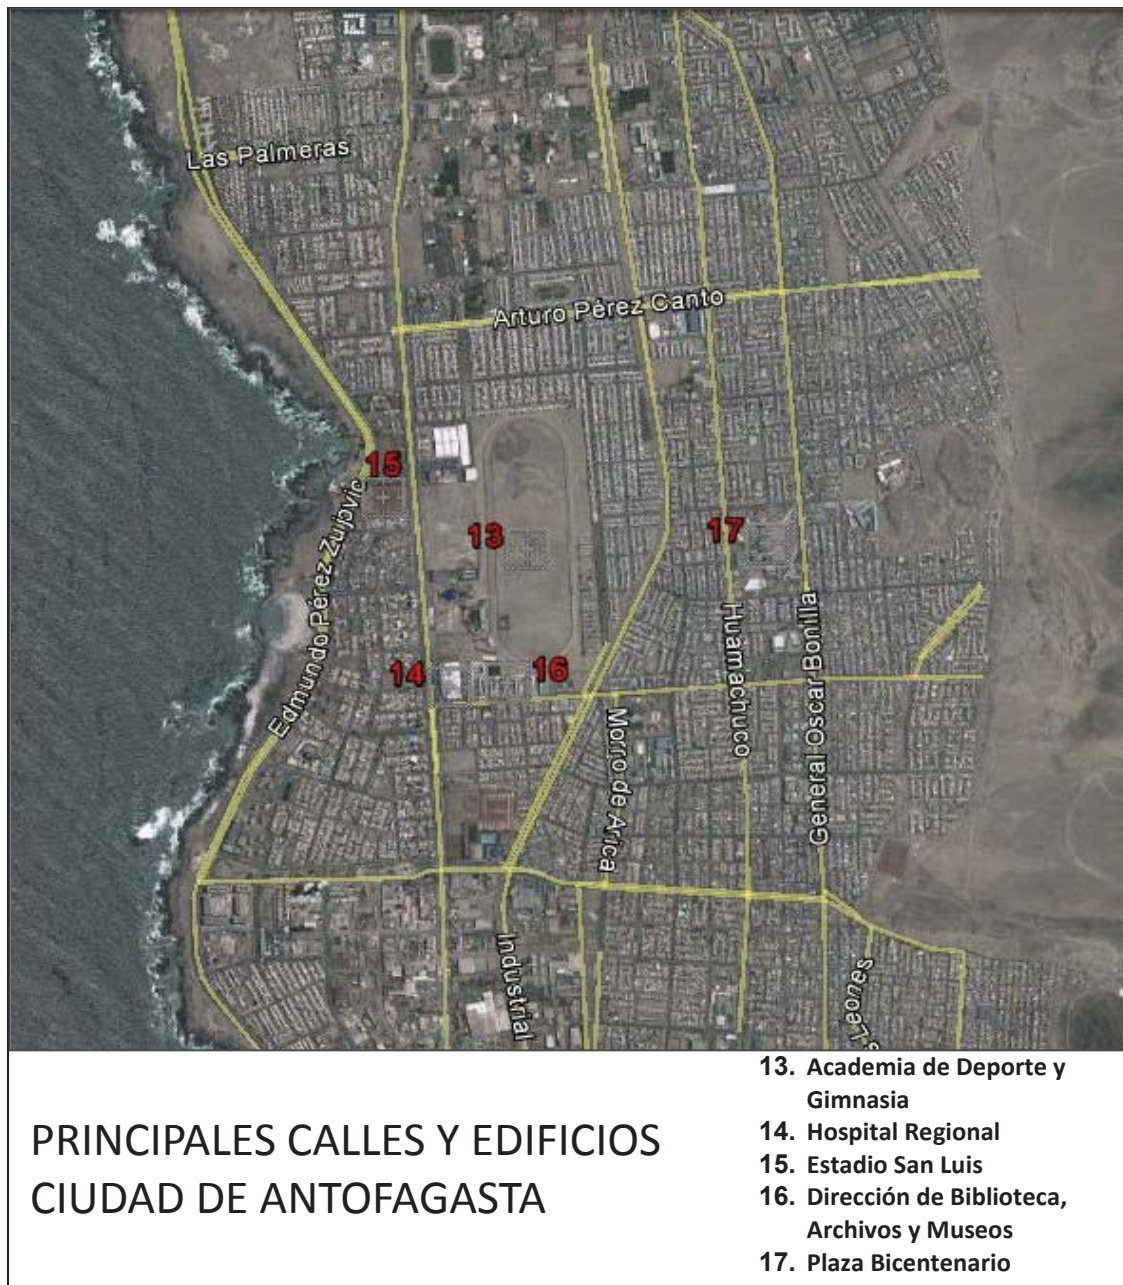 Las Palmeras
Arturo Pérez Canto
15
13
17
Edmundo Pérez Zujovic
14
16
Huamachuco
General Oscar Bonilla
Morro de Arica
Industrial
Leones
PRINCIPALES CALLES Y EDIFICIOS
CIUDAD DE ANTOFAGASTA
13. Academia de Deporte y
Gimnasia
14. Hospital Regional
15. Estadio San Luis
16. Dirección de Biblioteca,
Archivos y Museos
17. Plaza Bicentenario